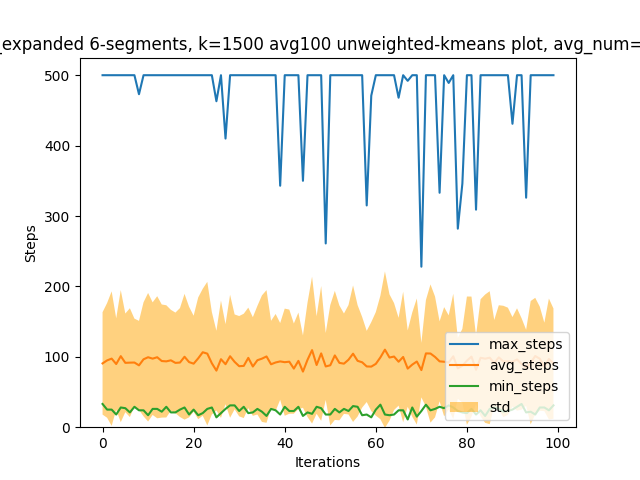 _expanded 6-segments, k=1500 avg100 unweighted-kmeans plot, avg_num=
500
400
300
200
100
0
Steps
0 20 40 60 80 100
Iterations
max_steps
avg_steps
min_steps
std